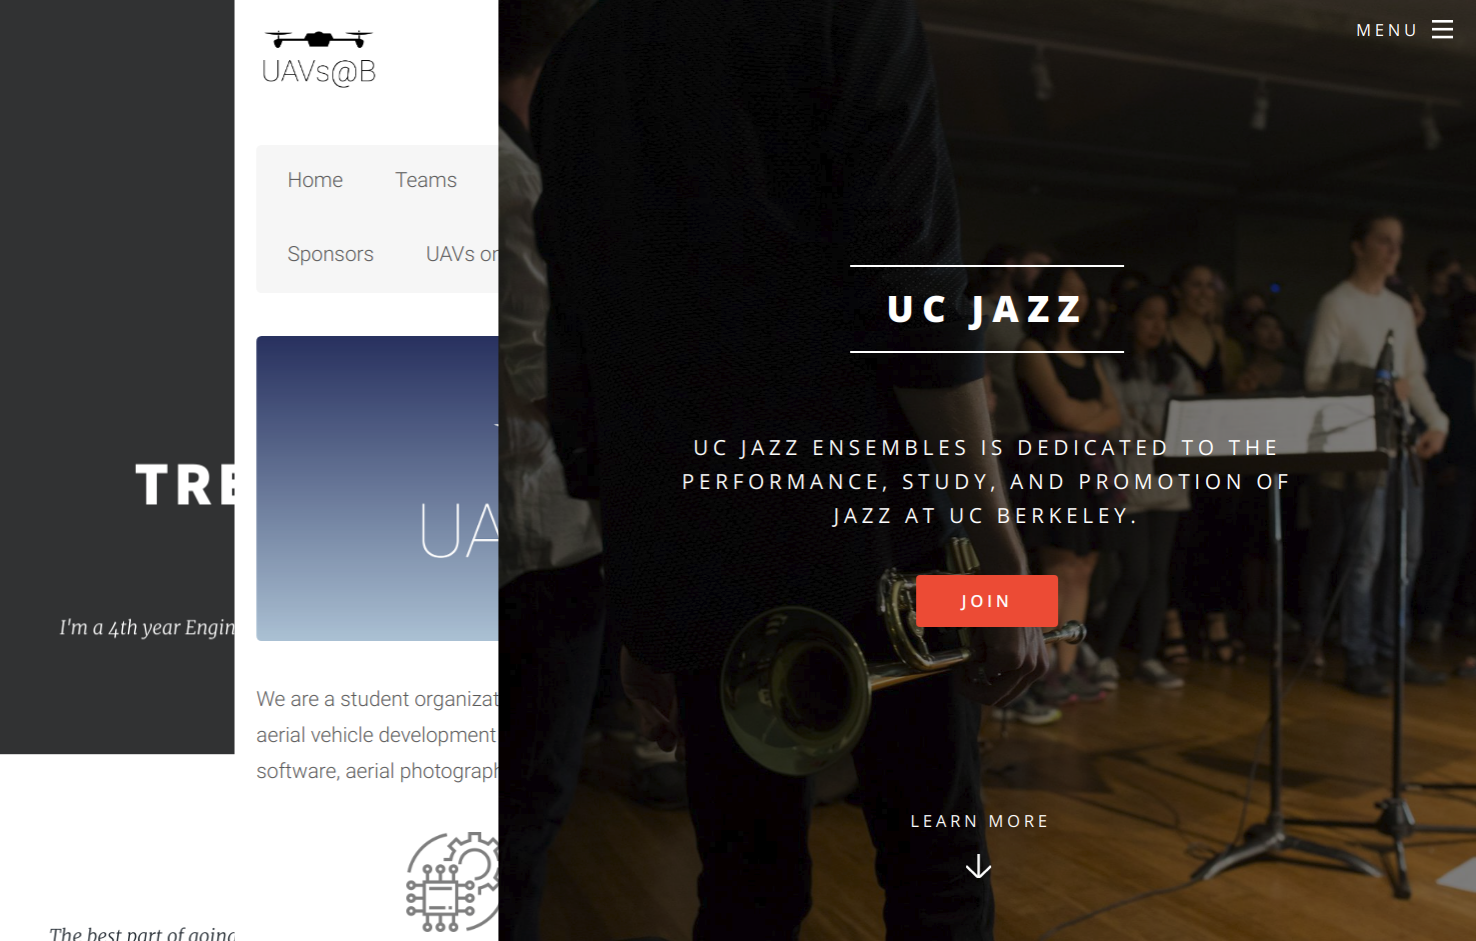 TRE
I'm a 4th year Engin
The best part of going
UAVs@B
Home Teams
Sponsors UAVs or
UA
We are a student organizat
aerial vehicle development
software, aerial photograph
MENU
UC JAZZ
UC JAZZ ENSEMBLES IS DEDICATED TO THE
PERFORMANCE, STUDY, AND PROMOTION OF
JAZZ AT UC BERKELEY.
JOIN
LEARN MORE